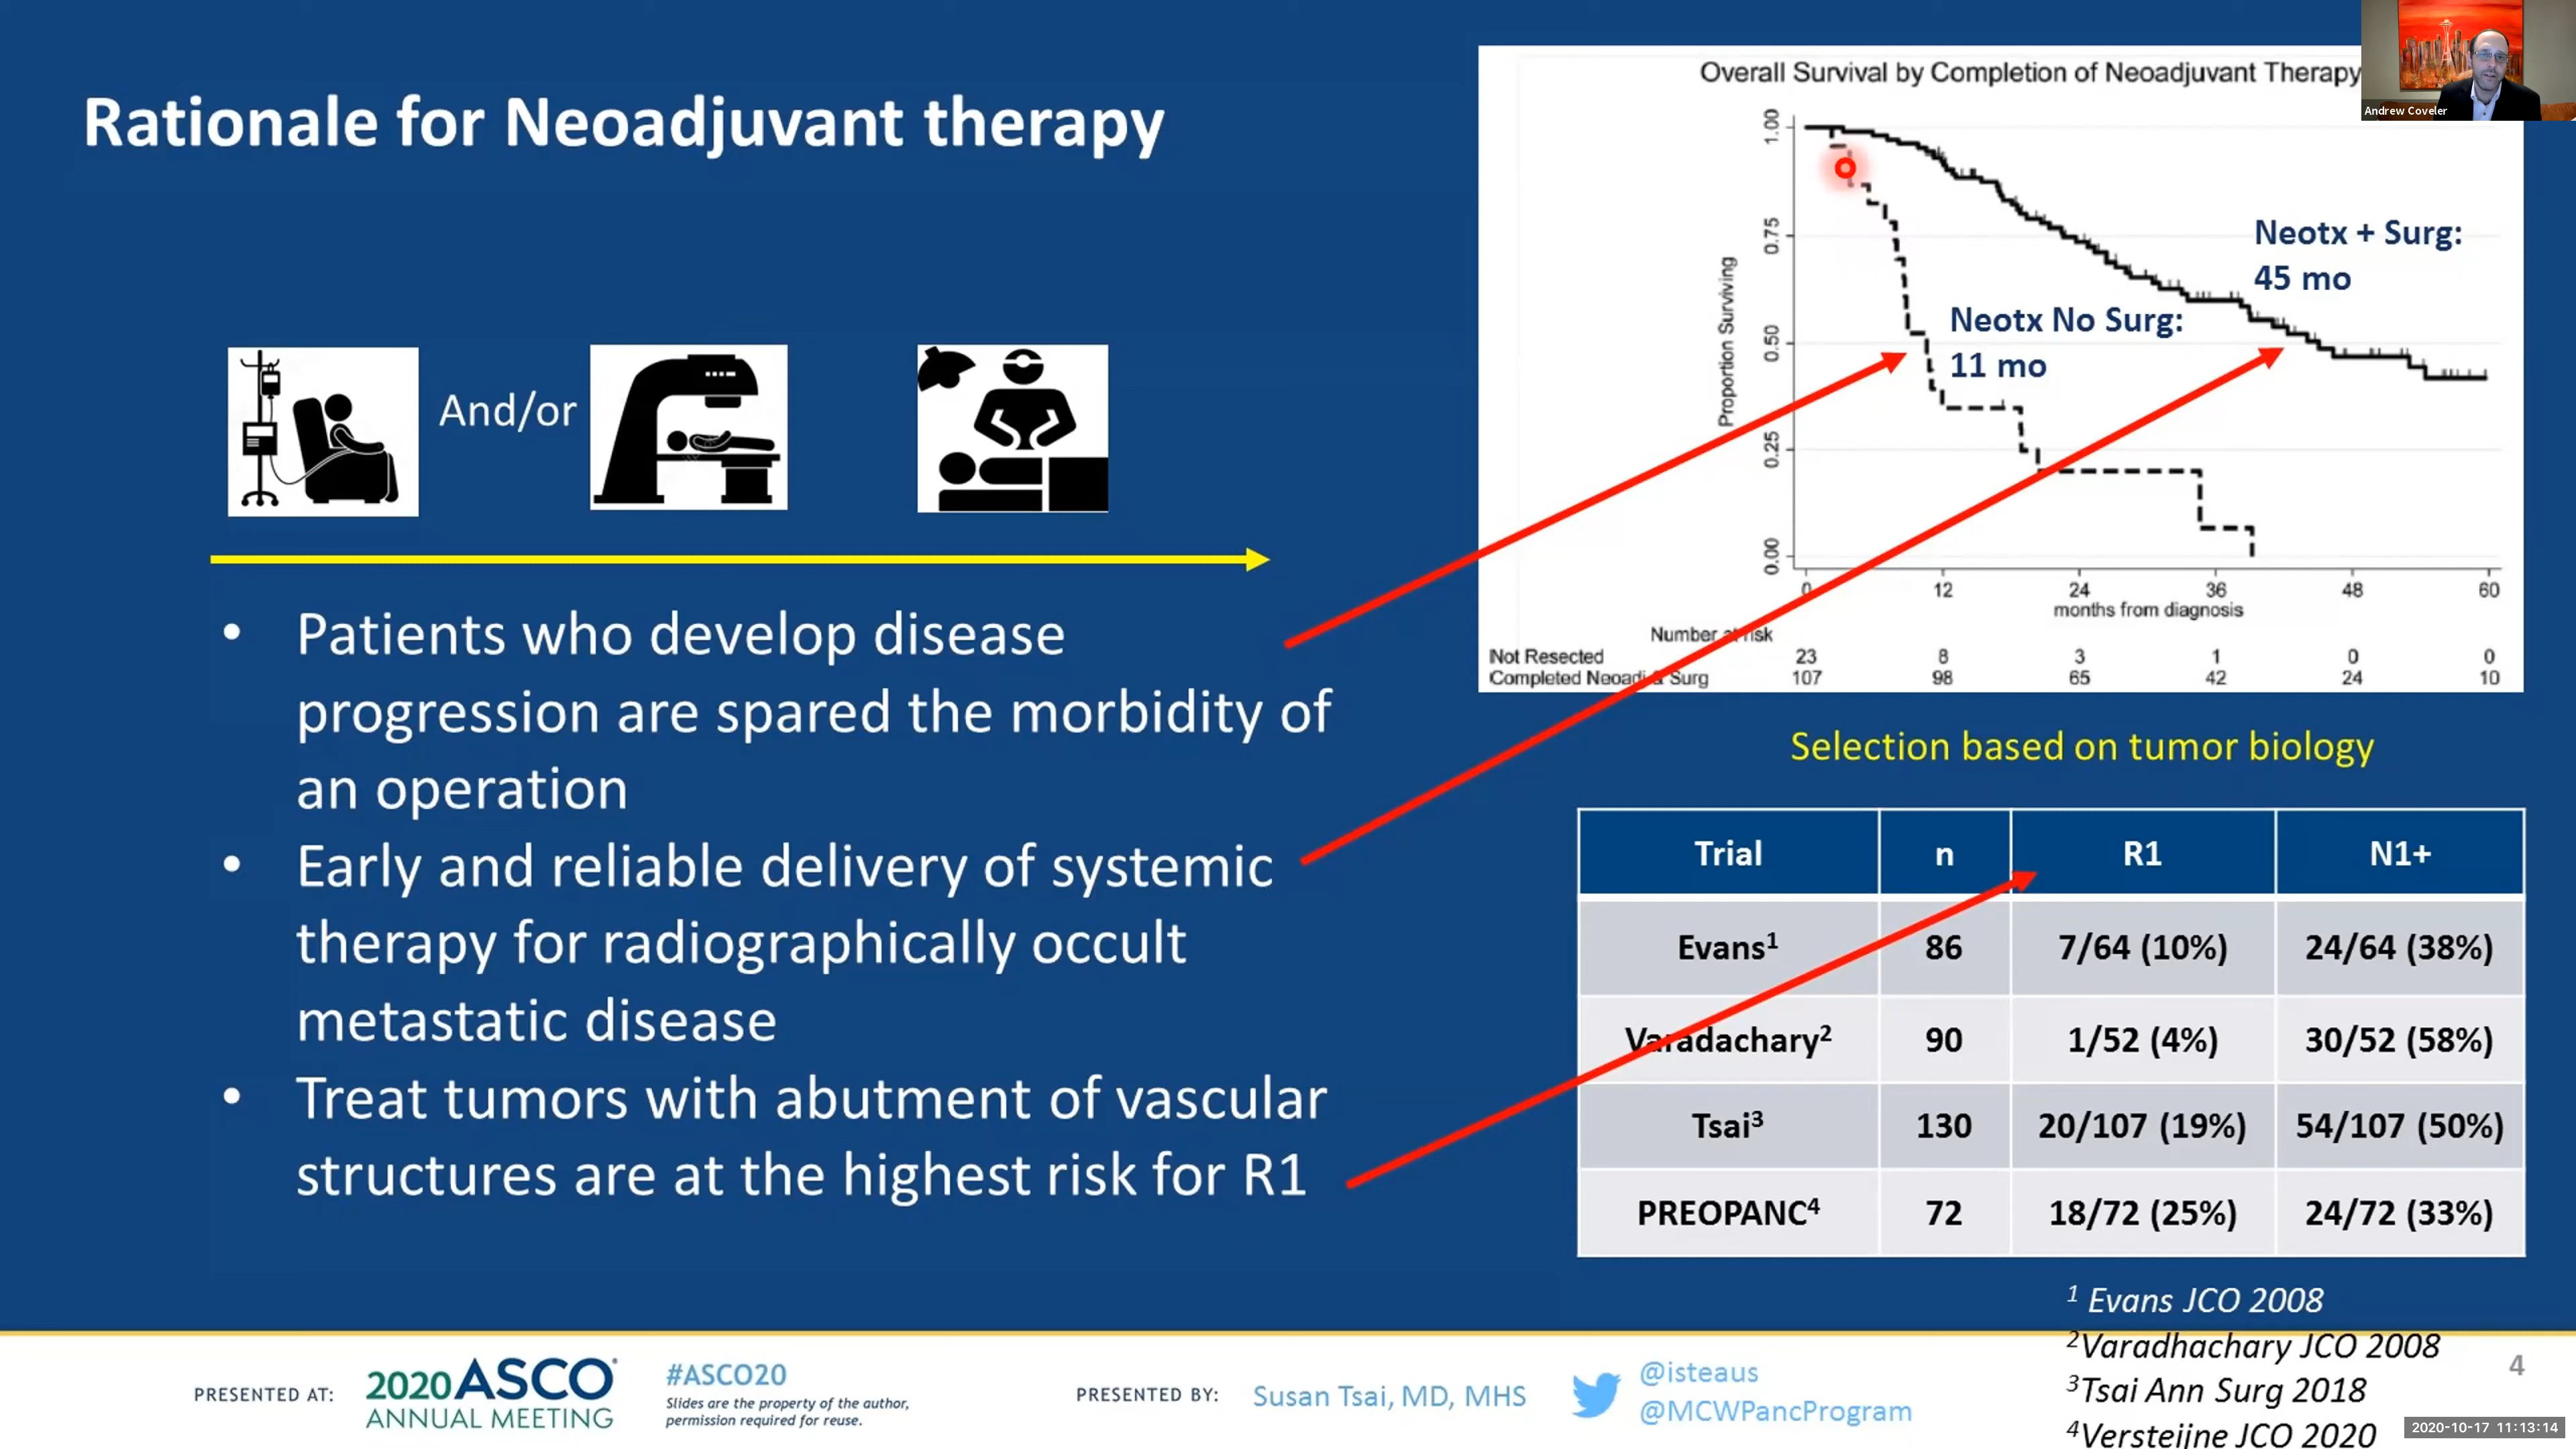 Rationale for Neoadjuvant therapy
And/or
• Patients who develop disease
progression are spared the morbidity of
an operation
• Early and reliable delivery of systemic
therapy for radiographically occult
metastatic disease
• Treat tumors with abutment of vascular
structures are at the highest risk for R1
Overall Survival by Completion of Neoadjuvant Therapy
Andrew Coveler
Proportion Surviving
1.00
0.75
0.50
0.25
0.00
Neotx + Surg:
45 mo
Neotx No Surg:
11 mo
0 12 24 36 48 60
months from diagnosis
Number at risk
Not Resected 23 8 3 1 0 0
Completed Neoadj & Surg 107 98 65 42 24 10
Selection based on tumor biology
Trial n R1 N1+
Evans¹ 86 7/64 (10%) 24/64 (38%)
Varadachary² 90 1/52 (4%) 30/52 (58%)
Tsai³ 130 20/107 (19%) 54/107 (50%)
PREOPANC⁴ 72 18/72 (25%) 24/72 (33%)
¹ Evans JCO 2008
²Varadhachary JCO 2008
³Tsai Ann Surg 2018
⁴Versteijne JCO 2020
PRESENTED AT:
2020 ASCO
ANNUAL MEETING
#ASCO20
Slides are the property of the author,
permission required for reuse.
PRESENTED BY: Susan Tsai, MD, MHS
@isteaus
@MCWPancProgram
4
2020-10-17 11:13:14